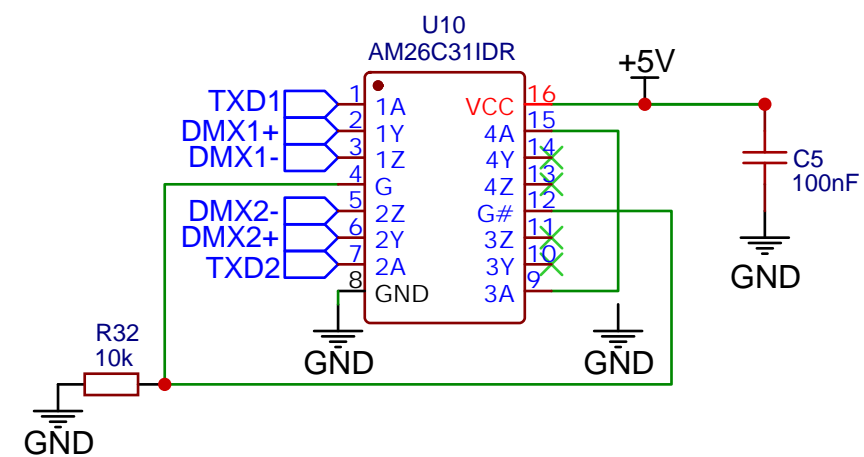 U10
AM26C31IDR
+5V
TXD1 1 1A VCC 16
DMX1+ 2 1Y 4A 15
DMX1- 3 1Z 4Y 14
4 G 4Z 13
DMX2- 5 2Z G# 12
DMX2+ 6 2Y 3Z 11
TXD2 7 2A 3Y 10
8 GND 3A 9
C5
100nF
GND
GND
GND
R32
10k
GND